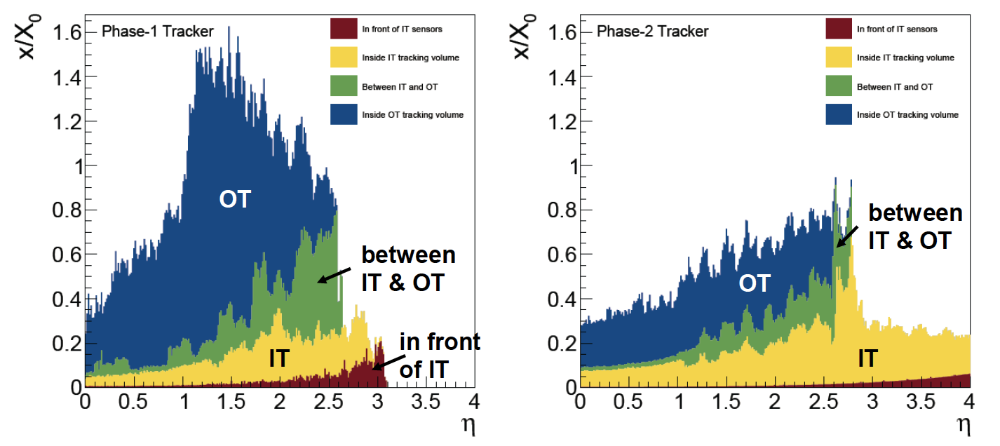 x/X0
Phase-1 Tracker
In front of IT sensors
Inside IT tracking volume
Between IT and OT
Inside OT tracking volume
1.6
1.4
1.2
1
0.8
0.6
0.4
0.2
0
OT
between
IT & OT
IT
in front
of IT
0 0.5 1 1.5 2 2.5 3 3.5 4
η
x/X0
Phase-2 Tracker
In front of IT sensors
Inside IT tracking volume
Between IT and OT
Inside OT tracking volume
1.6
1.4
1.2
1
0.8
0.6
0.4
0.2
0
between
IT & OT
OT
IT
0 0.5 1 1.5 2 2.5 3 3.5 4
η